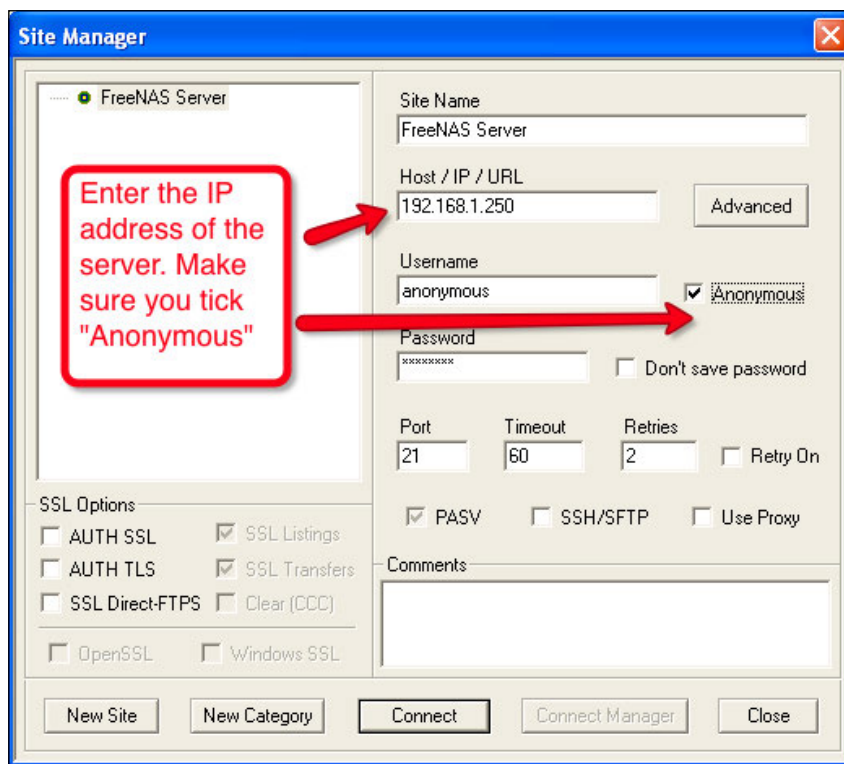 Site Manager
FreeNAS Server
Enter the IP
address of the
server. Make
sure you tick
"Anonymous"
Site Name
FreeNAS Server
Host / IP / URL
192.168.1.250
Advanced
Username
anonymous
Anonymous
Password
××××××××
Don't save password
Port Timeout Retries
21 60 2 Retry On
PASV SSH/SFTP Use Proxy
SSL Options
AUTH SSL SSL Listings
AUTH TLS SSL Transfers
SSL Direct-FTPS Clear (CCC)
OpenSSL Windows SSL
Comments
New Site New Category Connect Connect Manager Close